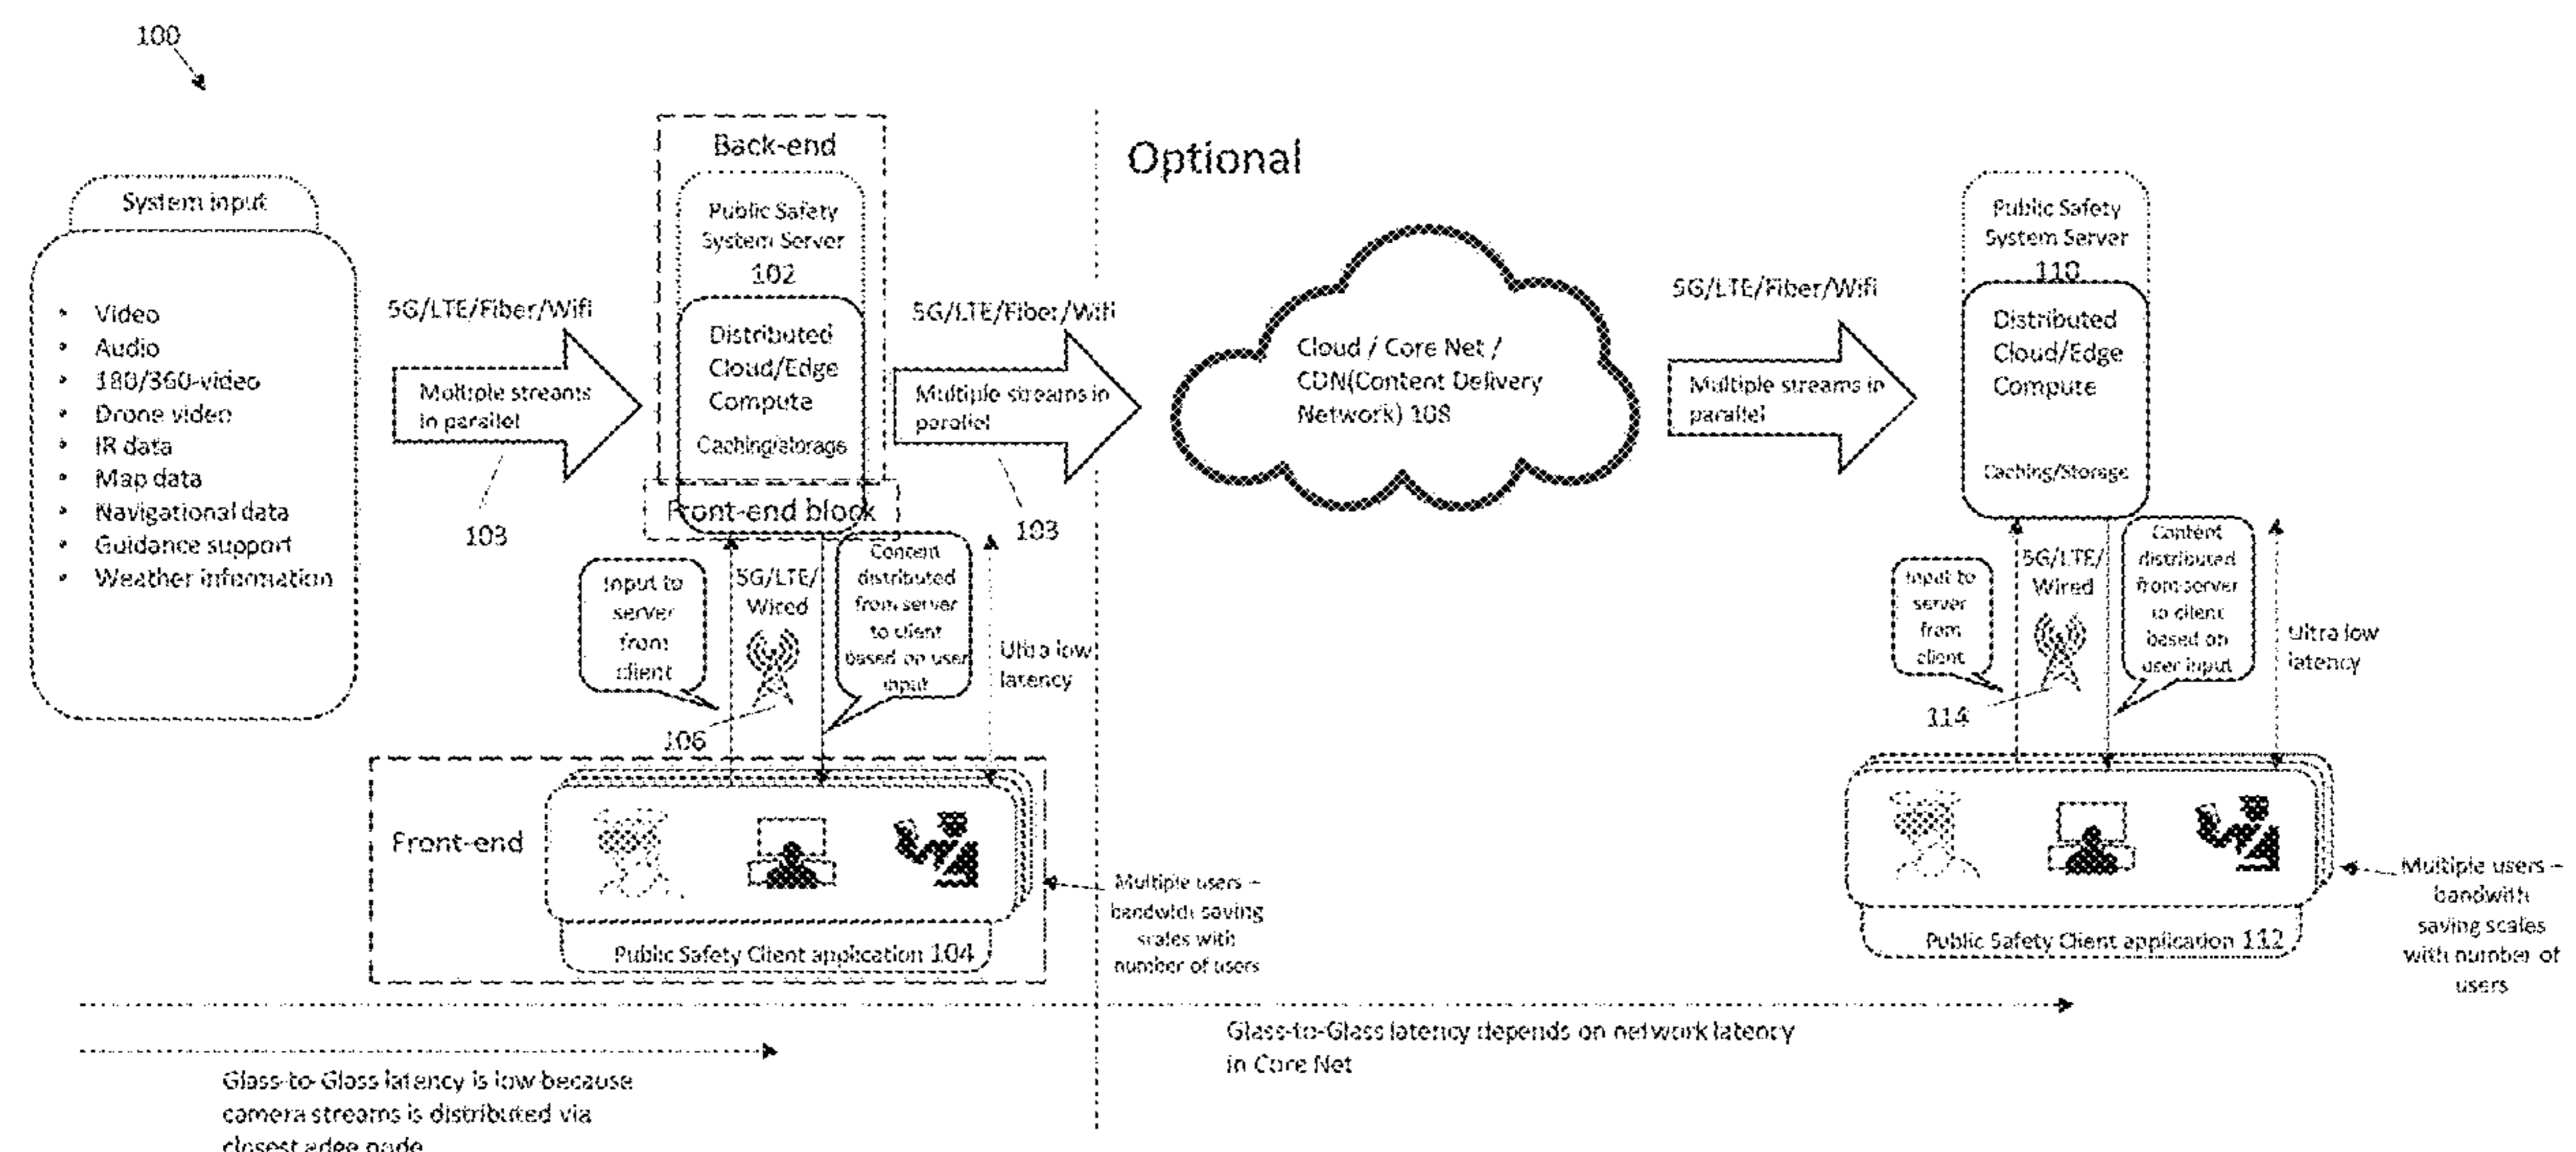 100
System input
• Video
• Audio
• 180/360-video
• Drone video
• IR data
• Map data
• Navigational data
• Guidance support
• Weather information
5G/LTE/Fiber/Wifi
Multiple streams
in parallel
103
Back-end
Public Safety
System Server
102
Distributed
Cloud/Edge
Compute
Caching/storage
Front-end block
5G/LTE/Fiber/Wifi
Multiple streams in
parallel
103
Input to
server
from
client
5G/LTE/
Wired
106
Content
distributed
from server
to client
based on user
input
Ultra low
latency
Front-end
Public Safety Client application 104
Multiple users –
bandwith saving
scales with
number of users
Optional
Cloud / Core Net /
CDN(Content Delivery
Network) 108
5G/LTE/Fiber/Wifi
Multiple streams in
parallel
Public Safety
System Server
110
Distributed
Cloud/Edge
Compute
Caching/Storage
Input to
server
from
client
5G/LTE/
Wired
114
Content
distributed
from server
to client
based on
user input
Ultra low
latency
Public Safety Client application 112
Multiple users –
bandwith
saving scales
with number of
users
Glass-to-Glass latency depends on network latency
in Core Net
Glass-to-Glass latency is low because
camera streams is distributed via
closest edge node